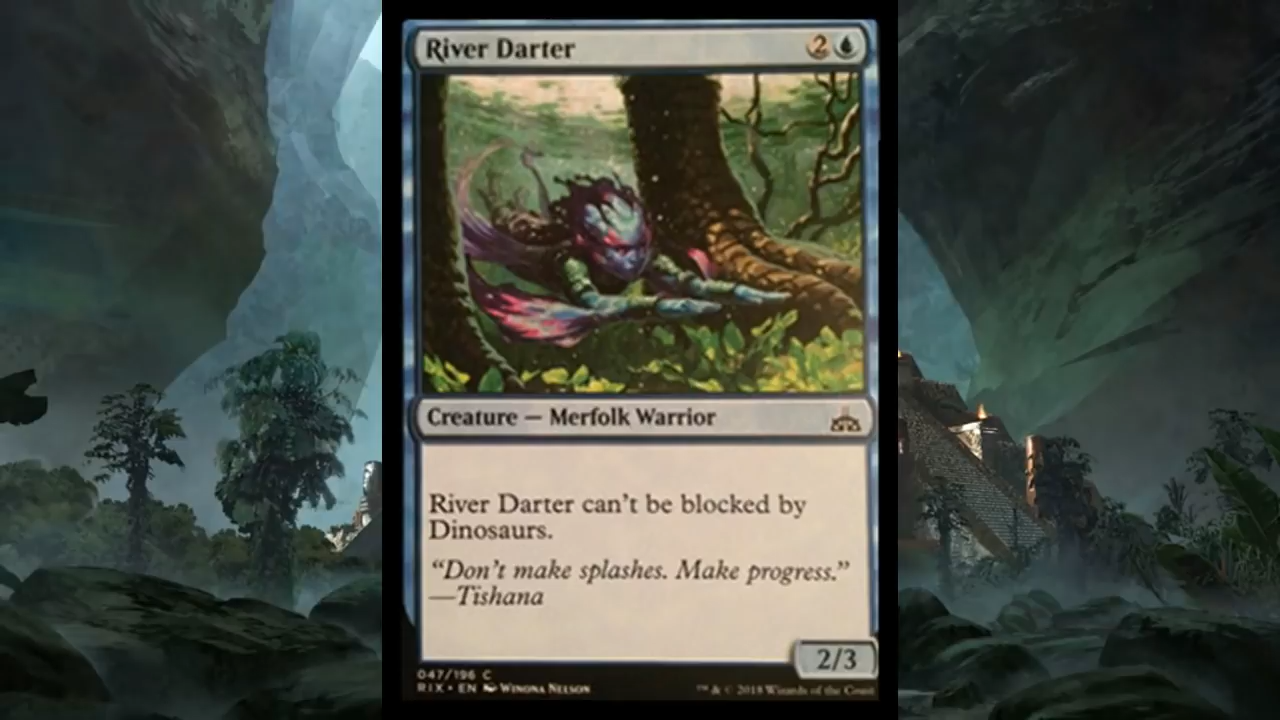 River Darter 2
Creature — Merfolk Warrior
River Darter can't be blocked by
Dinosaurs.
“Don't make splashes. Make progress.”
—Tishana
2/3
047/196 C
RIX • EN Winona Nelson
™ & © 2018 Wizards of the Coast